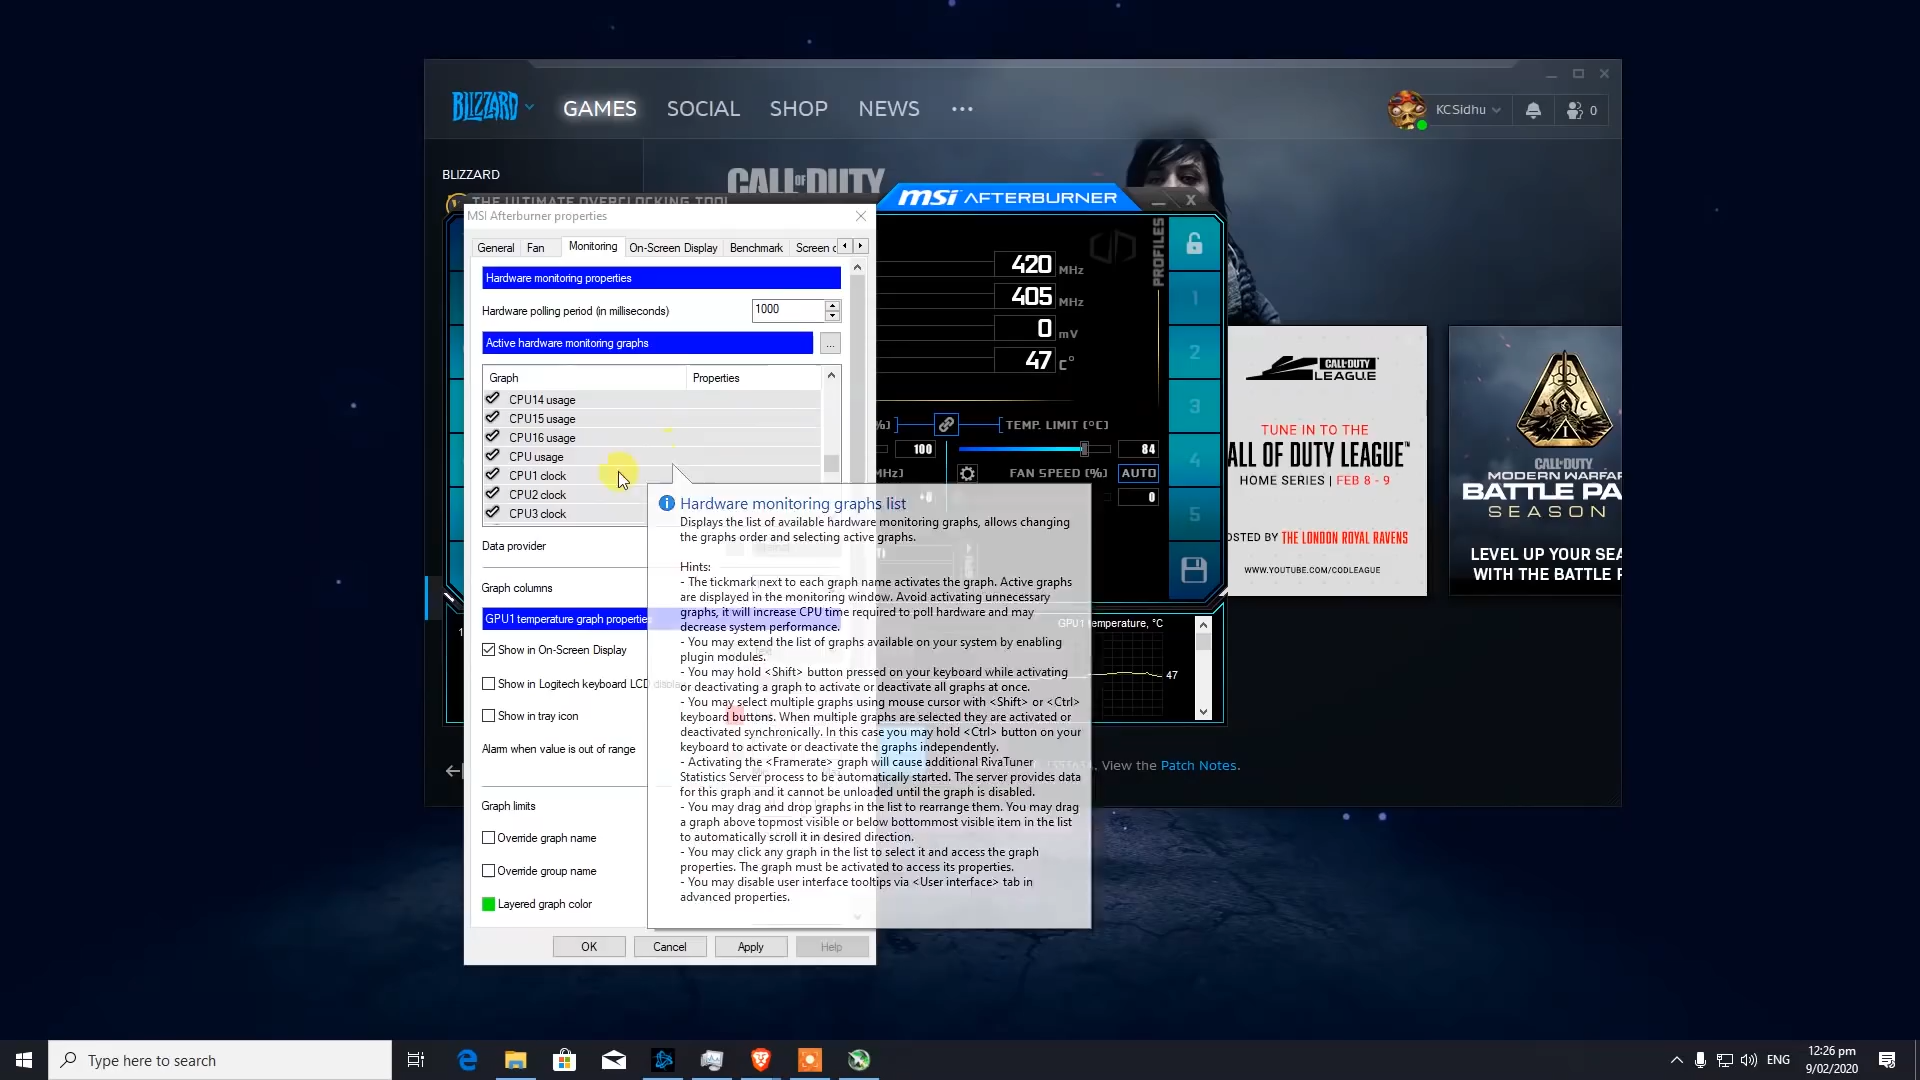 BLIZZARD
GAMES
SOCIAL
SHOP
NEWS
KCSidhu
0
BLIZZARD
CALL OF DUTY
THE ULTIMATE OVERCLOCKING TOOL
msi AFTERBURNER
X
MSI Afterburner properties
General
Fan
Monitoring
On-Screen Display
Benchmark
Screen c
Hardware monitoring properties
Hardware polling period (in milliseconds)
1000
Active hardware monitoring graphs
...
Graph
Properties
CPU14 usage
CPU15 usage
CPU16 usage
CPU usage
CPU1 clock
CPU2 clock
CPU3 clock
Data provider
Graph columns
GPU1 temperature graph properties
Show in On-Screen Display
Show in Logitech keyboard LCD display
Show in tray icon
Alarm when value is out of range
Graph limits
Override graph name
Override group name
Layered graph color
OK
Cancel
Apply
Help
Hardware monitoring graphs list
Displays the list of available hardware monitoring graphs, allows changing
the graphs order and selecting active graphs.
Hints:
- The tickmark next to each graph name activates the graph. Active graphs
are displayed in the monitoring window. Avoid activating unnecessary
graphs, it will increase CPU time required to poll hardware and may
decrease system performance.
- You may extend the list of graphs available on your system by enabling
plugin modules.
- You may hold <Shift> button pressed on your keyboard while activating
or deactivating a graph to activate or deactivate all graphs at once.
- You may select multiple graphs using mouse cursor with <Shift> or <Ctrl>
keyboard buttons. When multiple graphs are selected they are activated or
deactivated synchronically. In this case you may hold <Ctrl> button on your
keyboard to activate or deactivate the graphs independently.
- Activating the <Framerate> graph will cause additional RivaTuner
Statistics Server process to be automatically started. The server provides data
for this graph and it cannot be unloaded until the graph is disabled.
- You may drag and drop graphs in the list to rearrange them. You may drag
a graph above topmost visible or below bottommost visible item in the list
to automatically scroll it in desired direction.
- You may click any graph in the list to select it and access the graph
properties. The graph must be activated to access its properties.
- You may disable user interface tooltips via <User interface> tab in
advanced properties.
420 MHz
405 MHz
0 mV
47 C°
PROFILES
1
2
3
4
5
%]
TEMP. LIMIT [°C]
100
84
MHz]
FAN SPEED [%]
AUTO
+0
0
GPU1 temperature, °C
47
CALL OF DUTY
LEAGUE
TUNE IN TO THE
ALL OF DUTY LEAGUE™
HOME SERIES | FEB 8 - 9
OSTED BY THE LONDON ROYAL RAVENS
WWW.YOUTUBE.COM/CODLEAGUE
I
CALL OF DUTY
MODERN WARFAR
BATTLE PA
SEASON
LEVEL UP YOUR SEA
WITH THE BATTLE P
. View the Patch Notes.
Type here to search
ENG
12:26 pm
9/02/2020